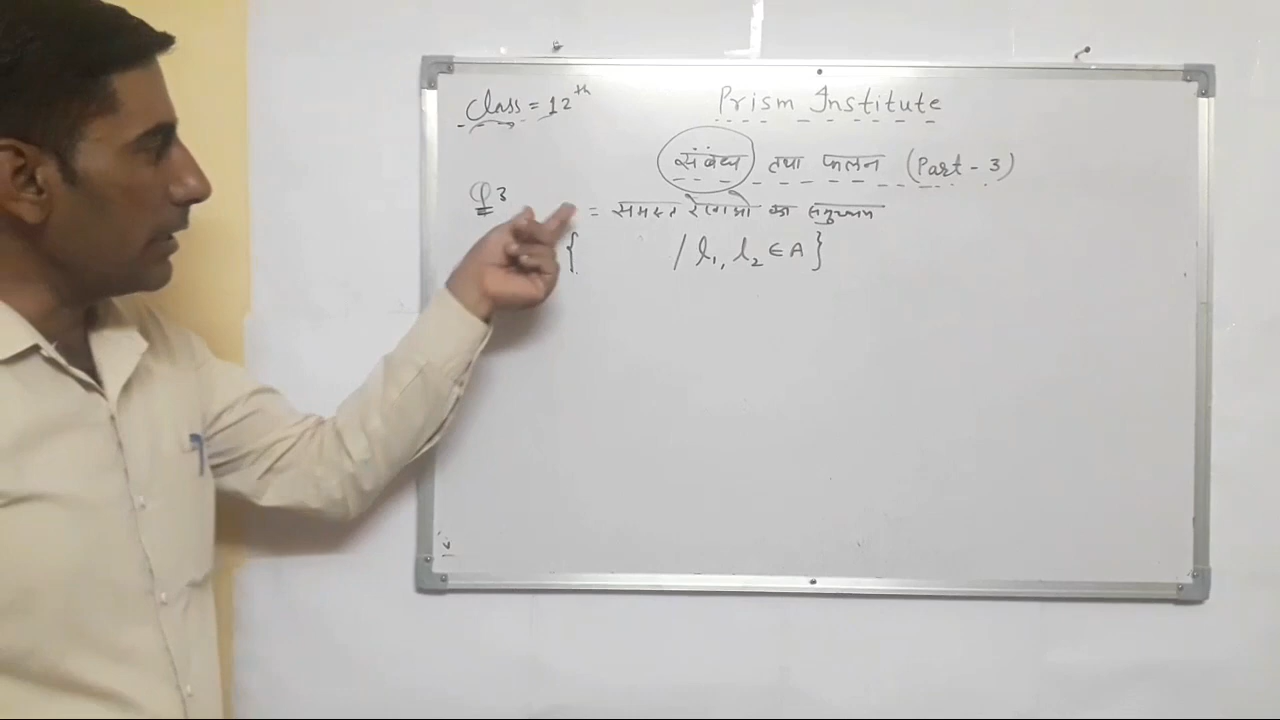 Class = 12th
Prism Institute
संबंध तथा फलन (Part - 3)
Q 3
= समस्त रेखाओ का समुच्चय
{ / l₁, l₂ ∈ A }